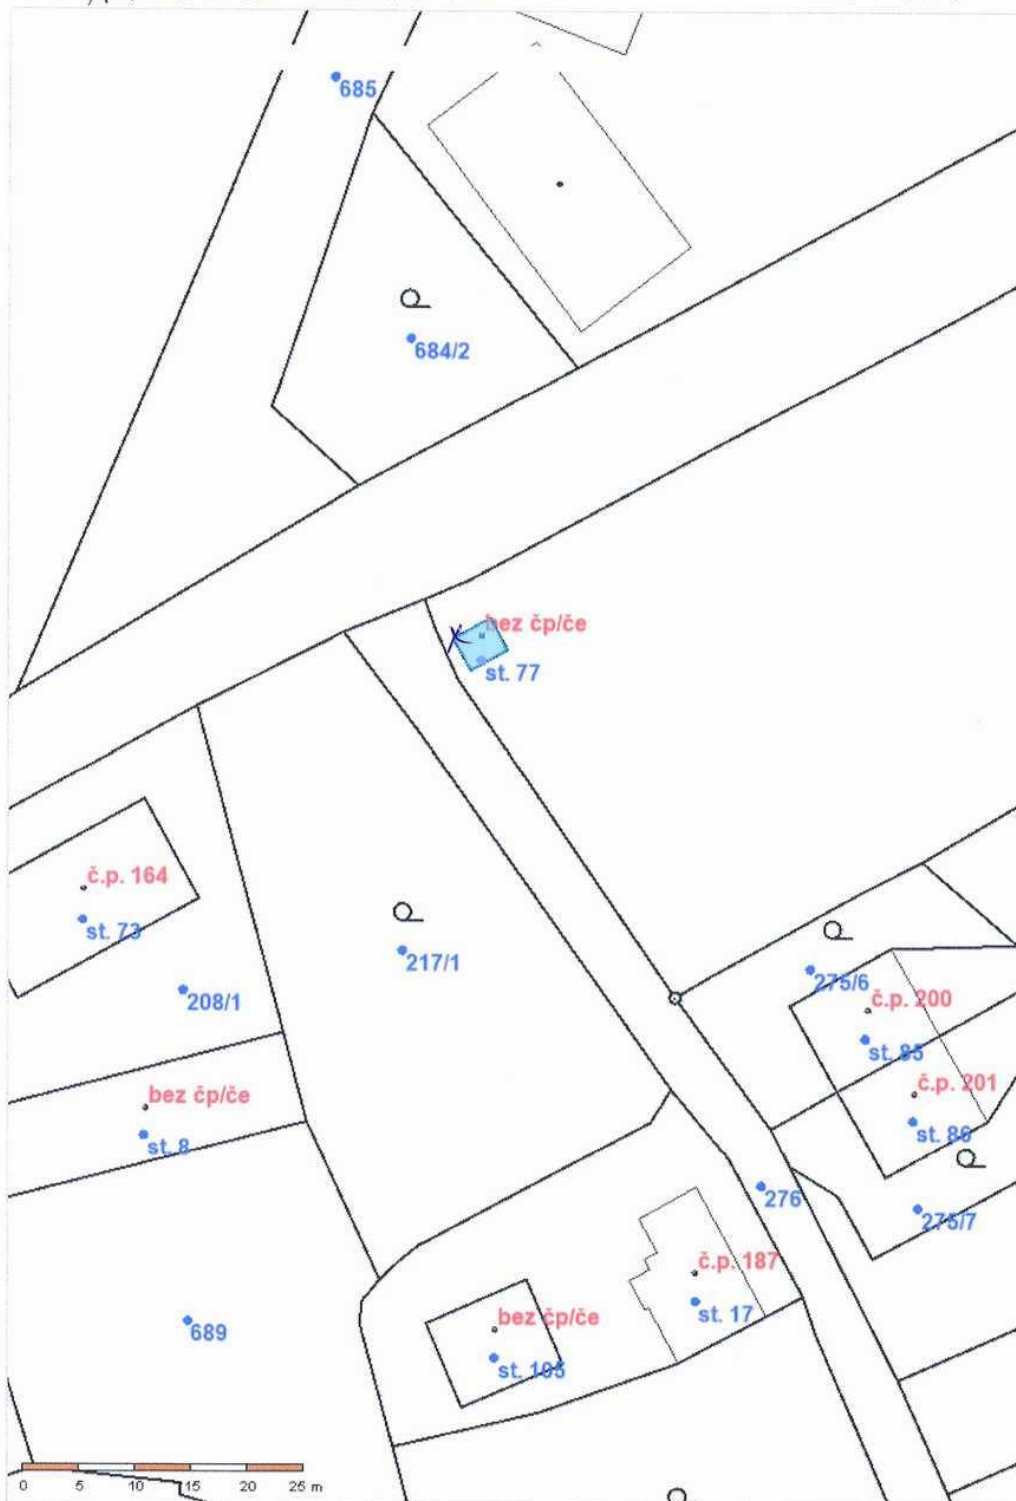 685
684/2
bez čp/če
st. 77
č.p. 164
st. 73
217/1
208/1
275/6
č.p. 200
st. 85
bez čp/če
č.p. 201
st. 8
st. 86
276
275/7
č.p. 187
st. 17
689
bez čp/če
st. 105
0 5 10 15 20 25 m